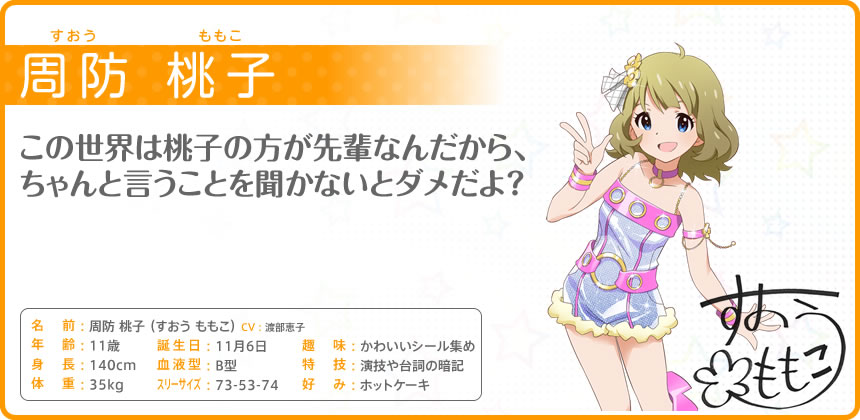 すおう ももこ
周防 桃子
この世界は桃子の方が先輩なんだから、
ちゃんと言うことを聞かないとダメだよ?
名 前：周防 桃子（すおう ももこ） CV：渡部恵子
年 齢：11歳 誕生日：11月6日 趣 味：かわいいシール集め
身 長：140cm 血液型：B型 特 技：演技や台詞の暗記
体 重：35kg スリーサイズ：73-53-74 好 み：ホットケーキ
すおう
ももこ